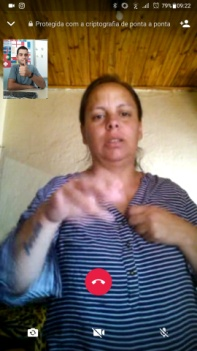 79% 09:22
Protegida com a criptografia de ponta a ponta